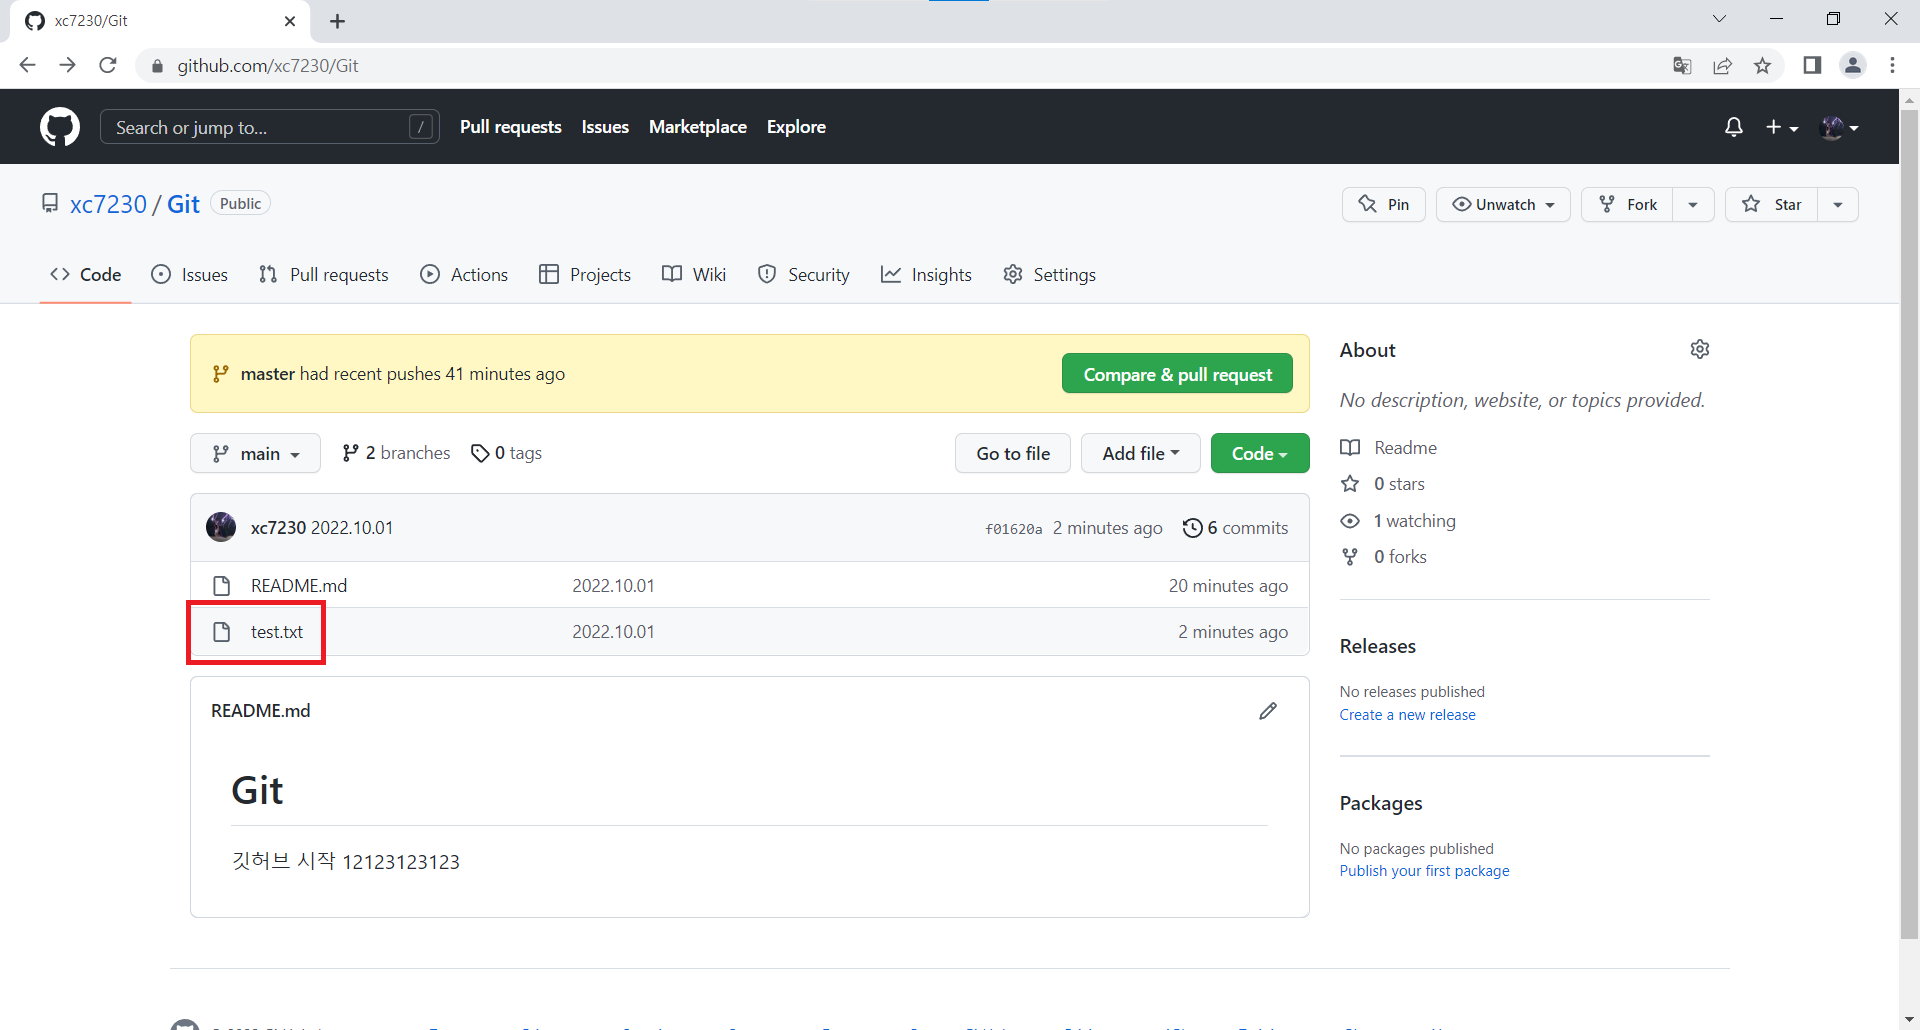 xc7230/Git
github.com/xc7230/Git
Search or jump to... /
Pull requests Issues Marketplace Explore
xc7230 / Git Public
Pin Unwatch Fork Star
Code Issues Pull requests Actions Projects Wiki Security Insights Settings
master had recent pushes 41 minutes ago
Compare & pull request
main 2 branches 0 tags
Go to file Add file Code
xc7230 2022.10.01 f01620a 2 minutes ago 6 commits
README.md 2022.10.01 20 minutes ago
test.txt 2022.10.01 2 minutes ago
README.md
Git
깃허브 시작 12123123123
About
No description, website, or topics provided.
Readme
0 stars
1 watching
0 forks
Releases
No releases published
Create a new release
Packages
No packages published
Publish your first package